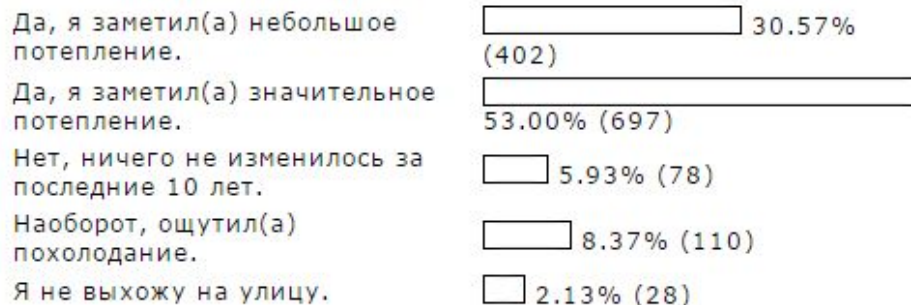 Да, я заметил(а) небольшое
потепление.
30.57%
(402)
Да, я заметил(а) значительное
потепление.
53.00% (697)
Нет, ничего не изменилось за
последние 10 лет.
5.93% (78)
Наоборот, ощутил(а)
похолодание.
8.37% (110)
Я не выхожу на улицу.
2.13% (28)